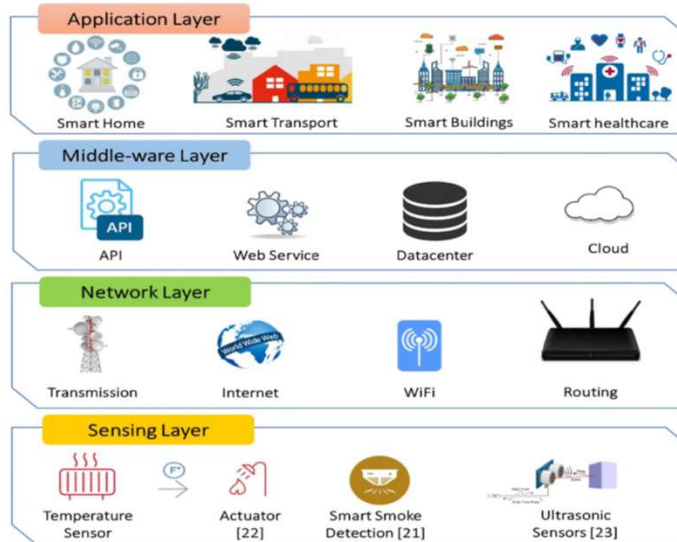 Application Layer
Smart Home
Smart Transport
Smart Buildings
Smart healthcare
Middle-ware Layer
API
API
Web Service
Datacenter
Cloud
Network Layer
World Wide Web
Transmission
Internet
WiFi
Routing
Sensing Layer
F°
Temperature
Sensor
Actuator
[22]
Smart Smoke
Detection [21]
Ultrasonic
Sensors [23]